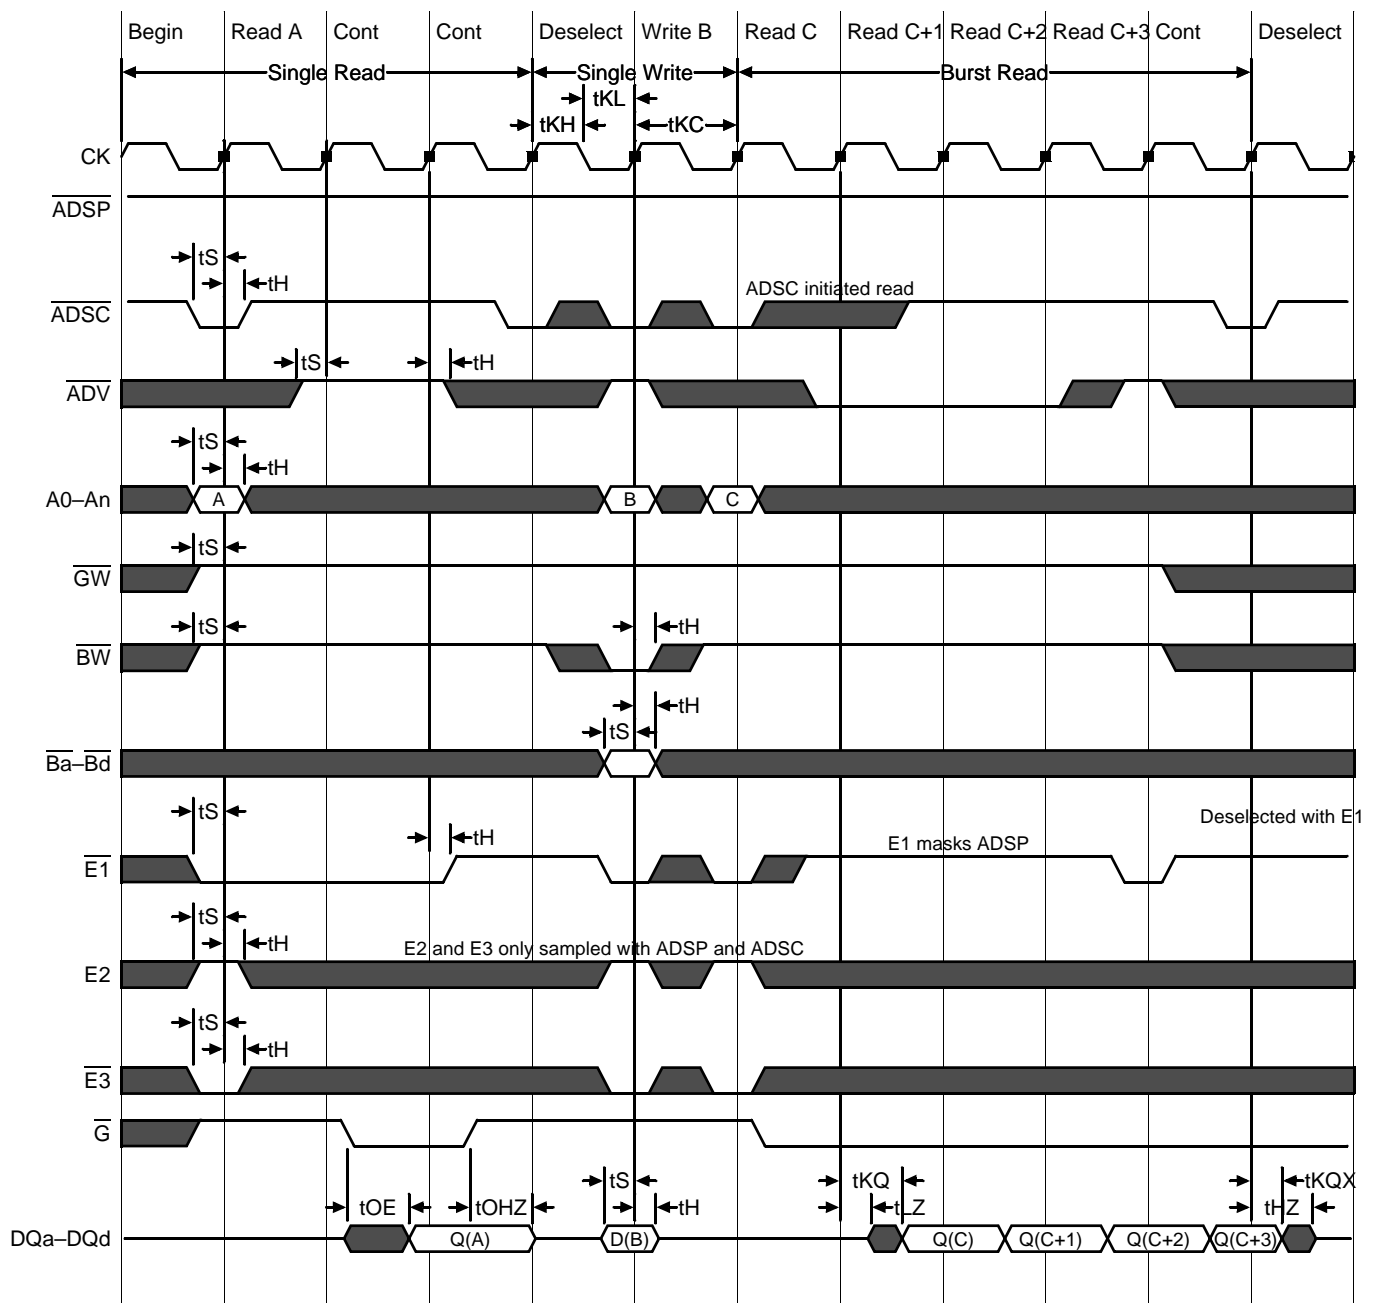 Begin Read A Cont Cont Deselect Write B Read C Read C+1 Read C+2 Read C+3 Cont Deselect
Single Read Single Write Burst Read
tKL
tKH tKC
CK
ADSP
tS
tH
ADSC initiated read
ADSC
tS tH
ADV
tS
tH
A0–An A B C
tS
GW
tS tH
BW
tH
tS
Ba–Bd
tS
Deselected with E1
tH
E1 masks ADSP
E1
tS
tH
E2 and E3 only sampled with ADSP and ADSC
E2
tS
tH
E3
G
tS tKQ tKQX
tOE tOHZ tH tLZ tHZ
DQa–DQd Q(A) D(B) Q(C) Q(C+1) Q(C+2) Q(C+3)